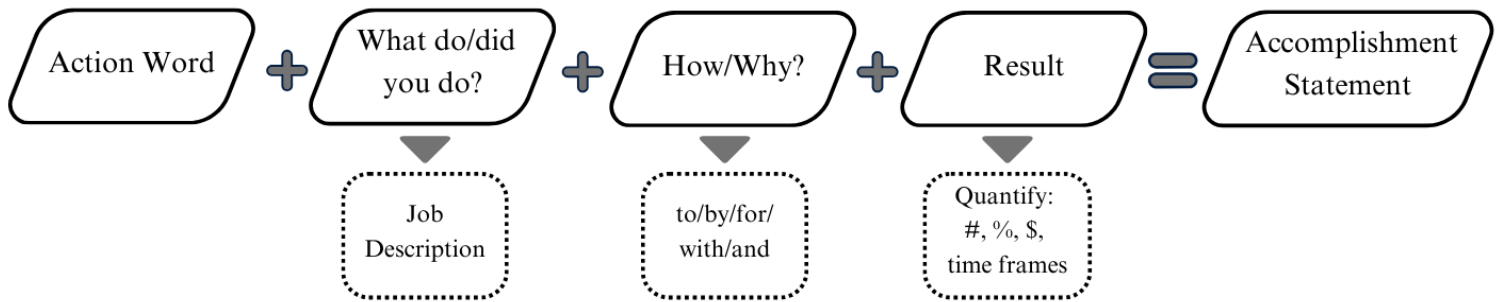 Action Word
What do/did
you do?
How/Why?
Result
Accomplishment
Statement
Job
Description
to/by/for/
with/and
Quantify:
#, %, $,
time frames